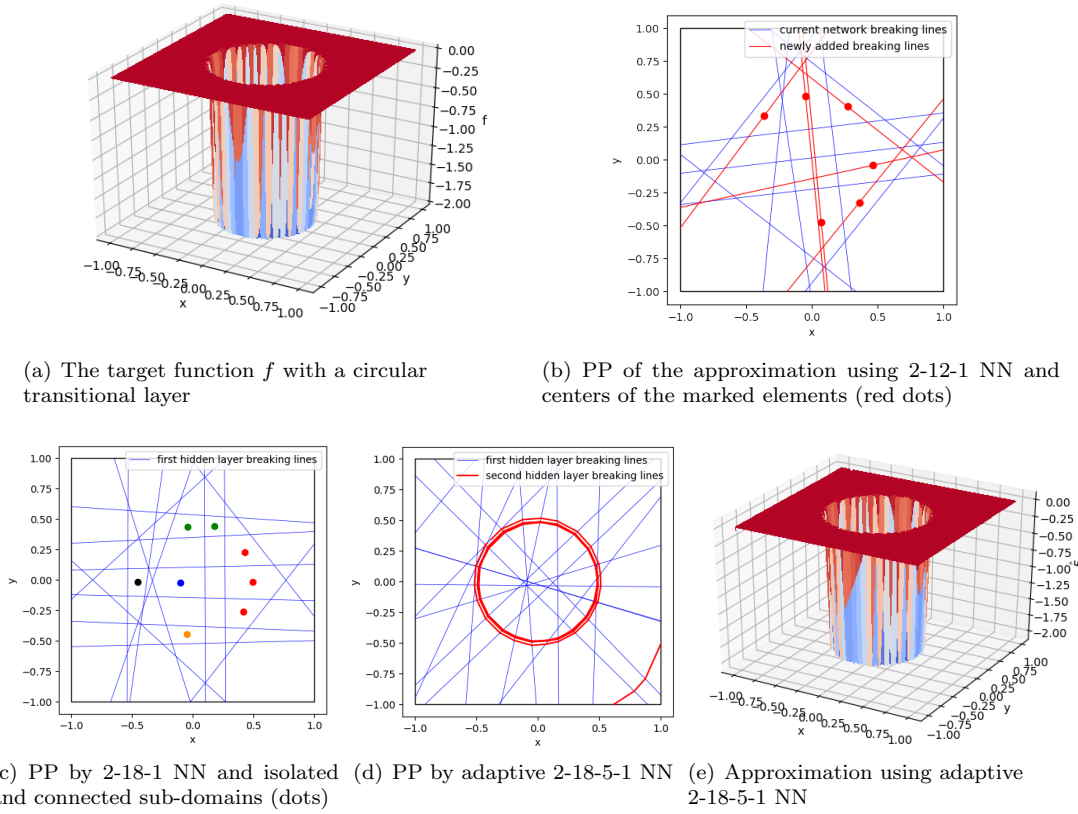 0.00
−0.25
−0.50
−0.75
−1.00
−1.25
−1.50
−1.75
−2.00
f
−1.00
−0.75
−0.50
−0.25
0.00
0.25
0.50
0.75
1.00
x
1.00
0.75
0.50
0.25
0.00
−0.25
−0.50
−0.75
−1.00
y
current network breaking lines
newly added breaking lines
1.00
0.75
0.50
0.25
0.00
−0.25
−0.50
−0.75
−1.00
y
−1.0 −0.5 0.0 0.5 1.0
x
(a) The target function f with a circular
transitional layer
(b) PP of the approximation using 2-12-1 NN and
centers of the marked elements (red dots)
first hidden layer breaking lines
1.00
0.75
0.50
0.25
0.00
−0.25
−0.50
−0.75
−1.00
y
−1.0 −0.5 0.0 0.5 1.0
x
first hidden layer breaking lines
second hidden layer breaking lines
1.00
0.75
0.50
0.25
0.00
−0.25
−0.50
−0.75
−1.00
y
−1.0 −0.5 0.0 0.5 1.0
x
0.00
−0.25
−0.50
−0.75
−1.00
−1.25
−1.50
−1.75
−2.00
−1.00
−0.75
−0.50
−0.25
0.00
0.25
0.50
0.75
1.00
x
1.00
0.75
0.50
0.25
0.00
−0.25
−0.50
−0.75
−1.00
y
c) PP by 2-18-1 NN and isolated
nd connected sub-domains (dots)
(d) PP by adaptive 2-18-5-1 NN
(e) Approximation using adaptive
2-18-5-1 NN